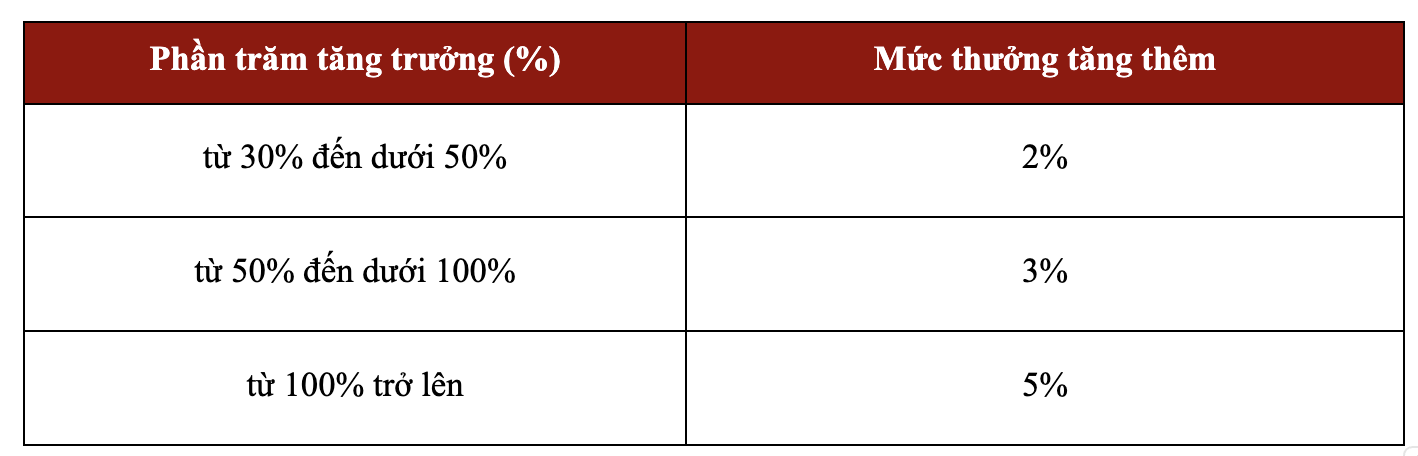 Phần trăm tăng trưởng (%)
Mức thưởng tăng thêm
từ 30% đến dưới 50%
2%
từ 50% đến dưới 100%
3%
từ 100% trở lên
5%